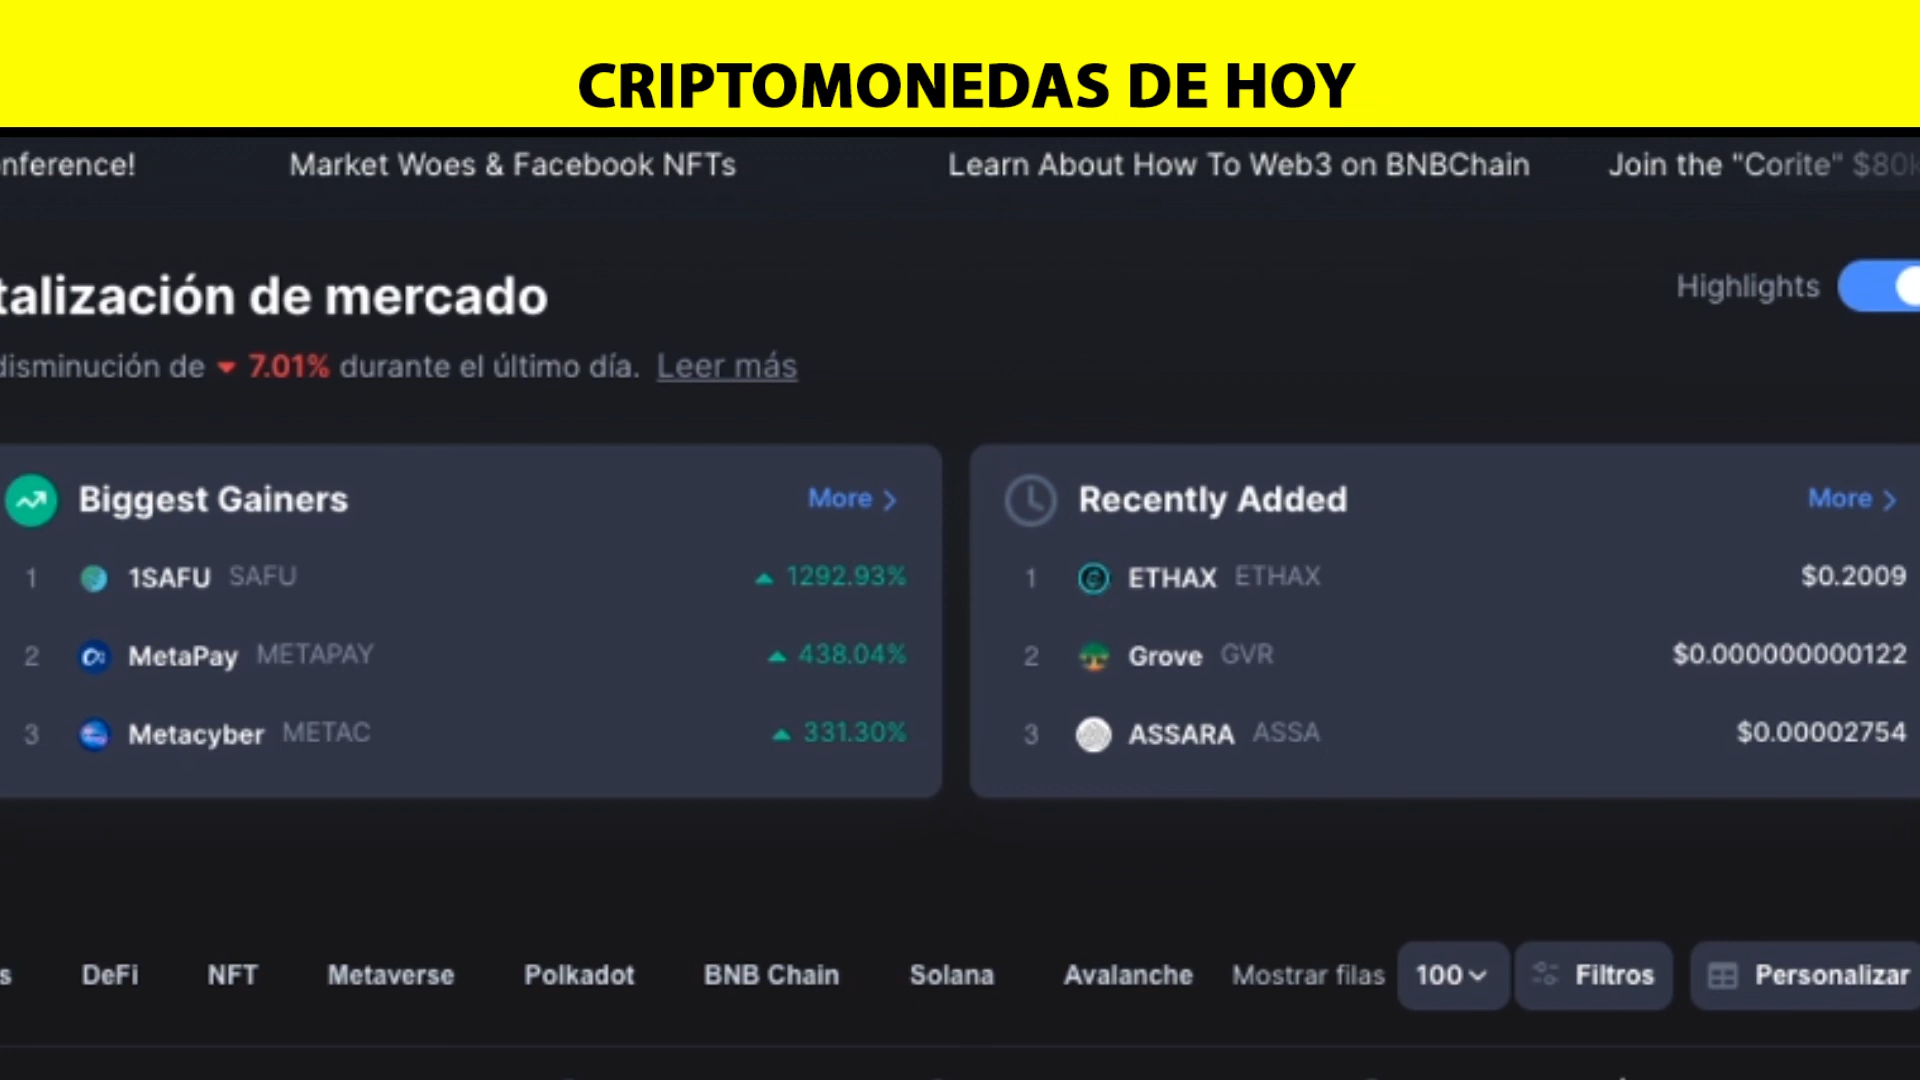 CRIPTOMONEDAS DE HOY
nference! Market Woes & Facebook NFTs Learn About How To Web3 on BNBChain Join the "Corite" $80k
talización de mercado
Highlights
disminución de 7.01% durante el último día. Leer más
Biggest Gainers More >
1 1SAFU SAFU 1292.93%
2 MetaPay METAPAY 438.04%
3 Metacyber METAC 331.30%
Recently Added More >
1 ETHAX ETHAX $0.2009
2 Grove GVR $0.000000000122
3 ASSARA ASSA $0.00002754
s DeFi NFT Metaverse Polkadot BNB Chain Solana Avalanche Mostrar filas 100 Filtros Personalizar